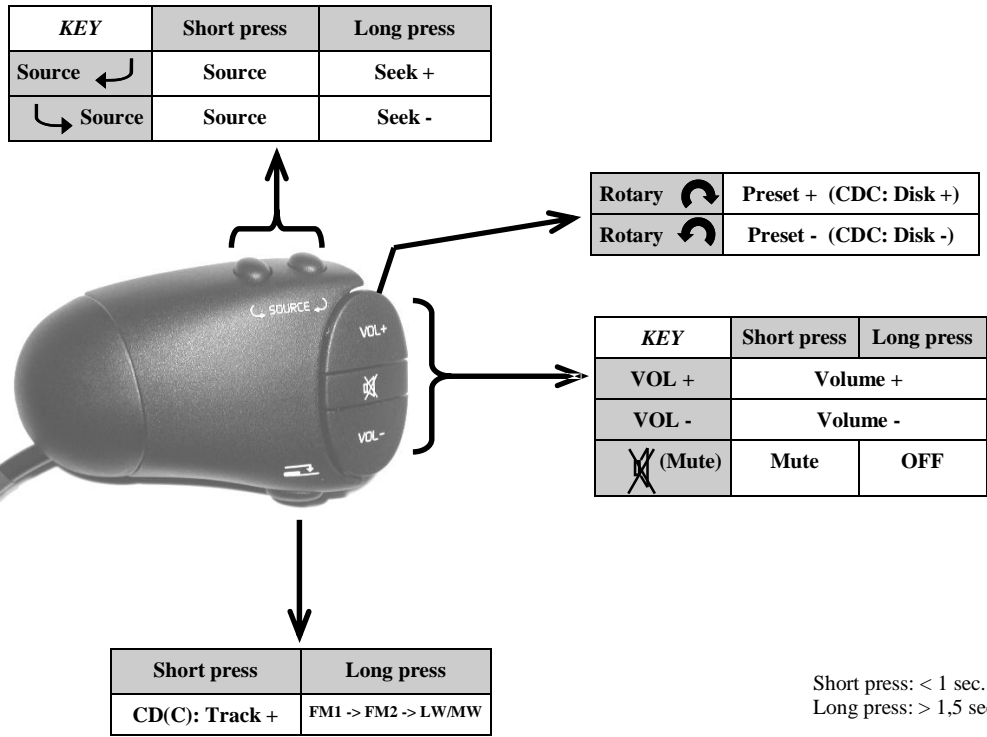 KEY Short press Long press
Source Source Seek +
Source Source Seek -
Rotary Preset + (CDC: Disk +)
Rotary Preset - (CDC: Disk -)
SOURCE
VOL+
VOL-
KEY Short press Long press
VOL + Volume +
VOL - Volume -
(Mute) Mute OFF
Short press Long press
CD(C): Track + FM1 -> FM2 -> LW/MW
Short press: < 1 sec.
Long press: > 1,5 sec